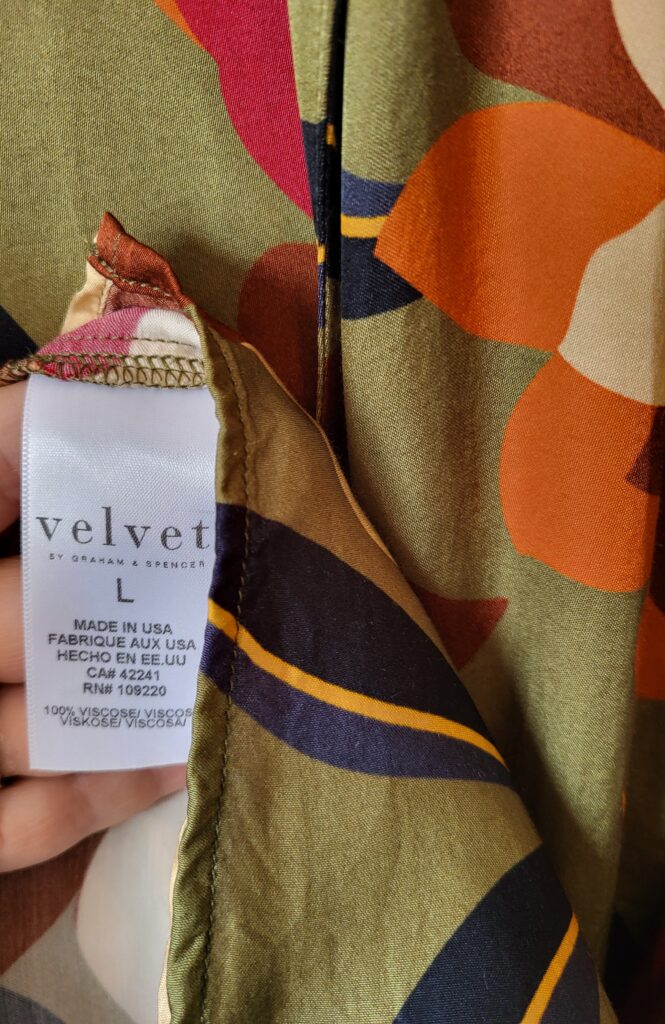 velvet
BY GRAHAM & SPENCER
L
MADE IN USA
FABRIQUE AUX USA
HECHO EN EE.UU
CA# 42241
RN# 109220
100% VISCOSE/ VISCOS
VISKOSE/ VISCOSA/